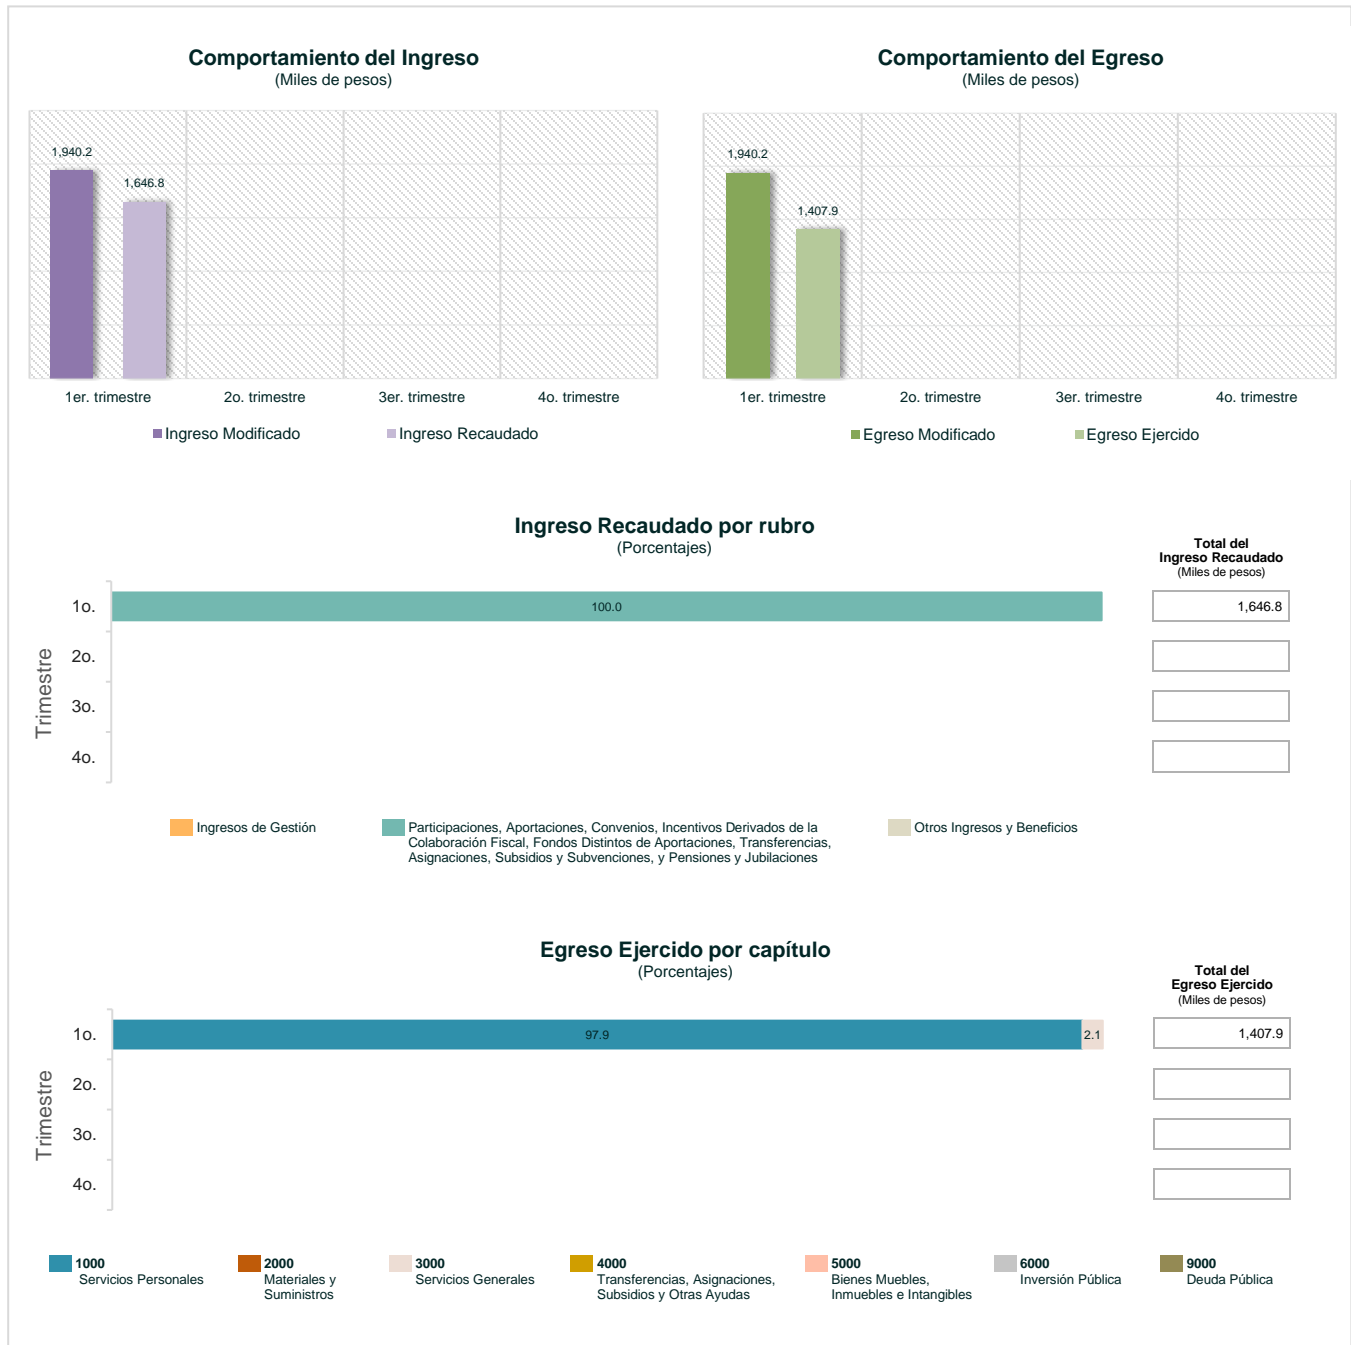 Comportamiento del Ingreso
(Miles de pesos)
1,940.2
1,646.8
1er. trimestre
2o. trimestre
3er. trimestre
4o. trimestre
Ingreso Modificado
Ingreso Recaudado
Comportamiento del Egreso
(Miles de pesos)
1,940.2
1,407.9
1er. trimestre
2o. trimestre
3er. trimestre
4o. trimestre
Egreso Modificado
Egreso Ejercido
Ingreso Recaudado por rubro
(Porcentajes)
Total del
Ingreso Recaudado
(Miles de pesos)
Trimestre
1o.
100.0
1,646.8
2o.
3o.
4o.
Ingresos de Gestión
Participaciones, Aportaciones, Convenios, Incentivos Derivados de la
Colaboración Fiscal, Fondos Distintos de Aportaciones, Transferencias,
Asignaciones, Subsidios y Subvenciones, y Pensiones y Jubilaciones
Otros Ingresos y Beneficios
Egreso Ejercido por capítulo
(Porcentajes)
Total del
Egreso Ejercido
(Miles de pesos)
Trimestre
1o.
97.9
2.1
1,407.9
2o.
3o.
4o.
1000
Servicios Personales
2000
Materiales y
Suministros
3000
Servicios Generales
4000
Transferencias, Asignaciones,
Subsidios y Otras Ayudas
5000
Bienes Muebles,
Inmuebles e Intangibles
6000
Inversión Pública
9000
Deuda Pública